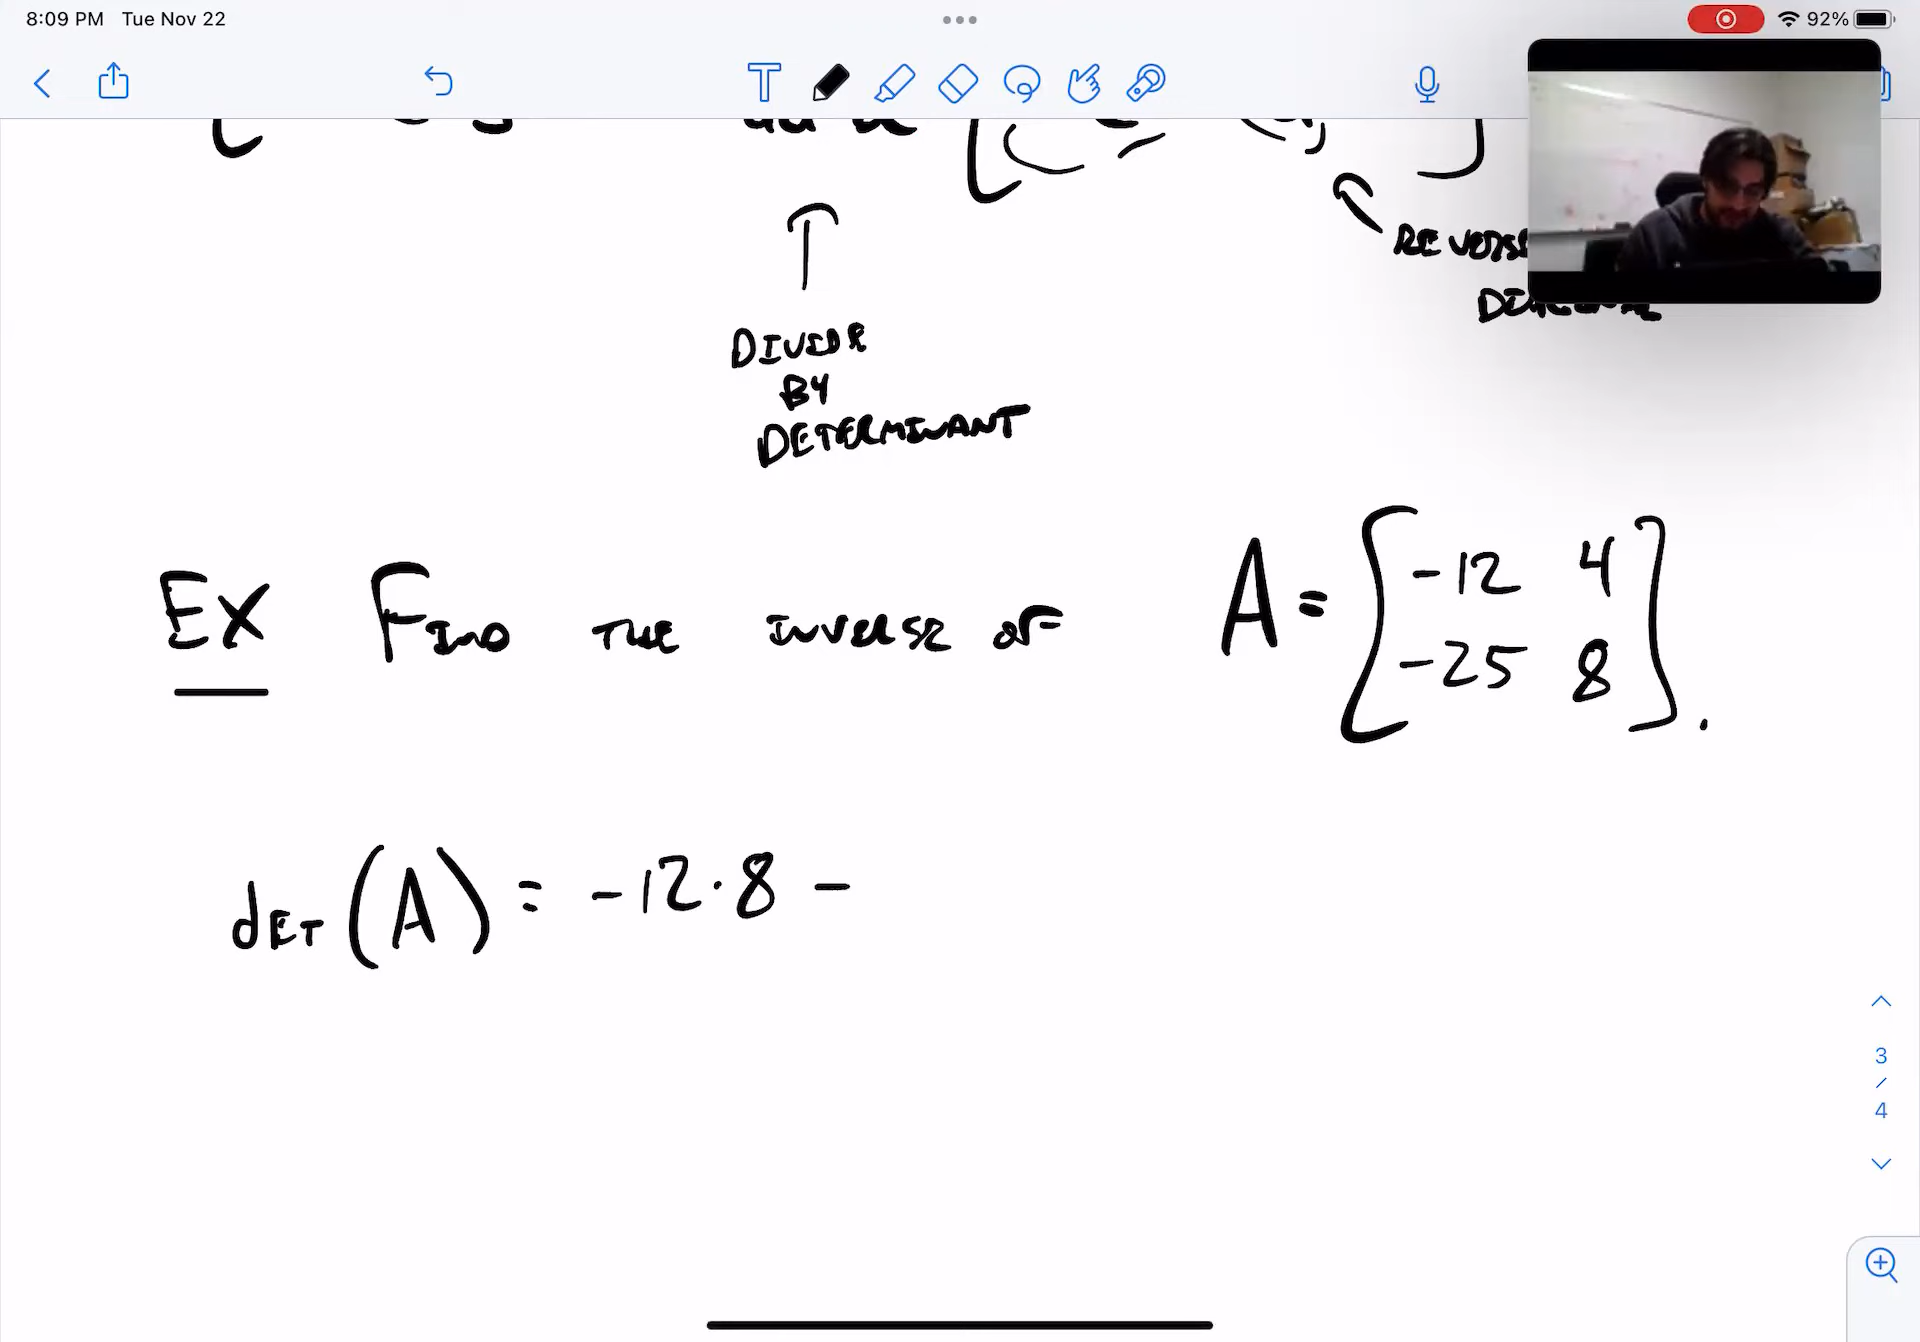 8:09 PM Tue Nov 22
92%
DIVIDE
BY
DETERMINANT
EX FIND THE INVERSE OF A = [ -12 4
-25 8 ] .
DET (A) = -12·8 -
3
/
4